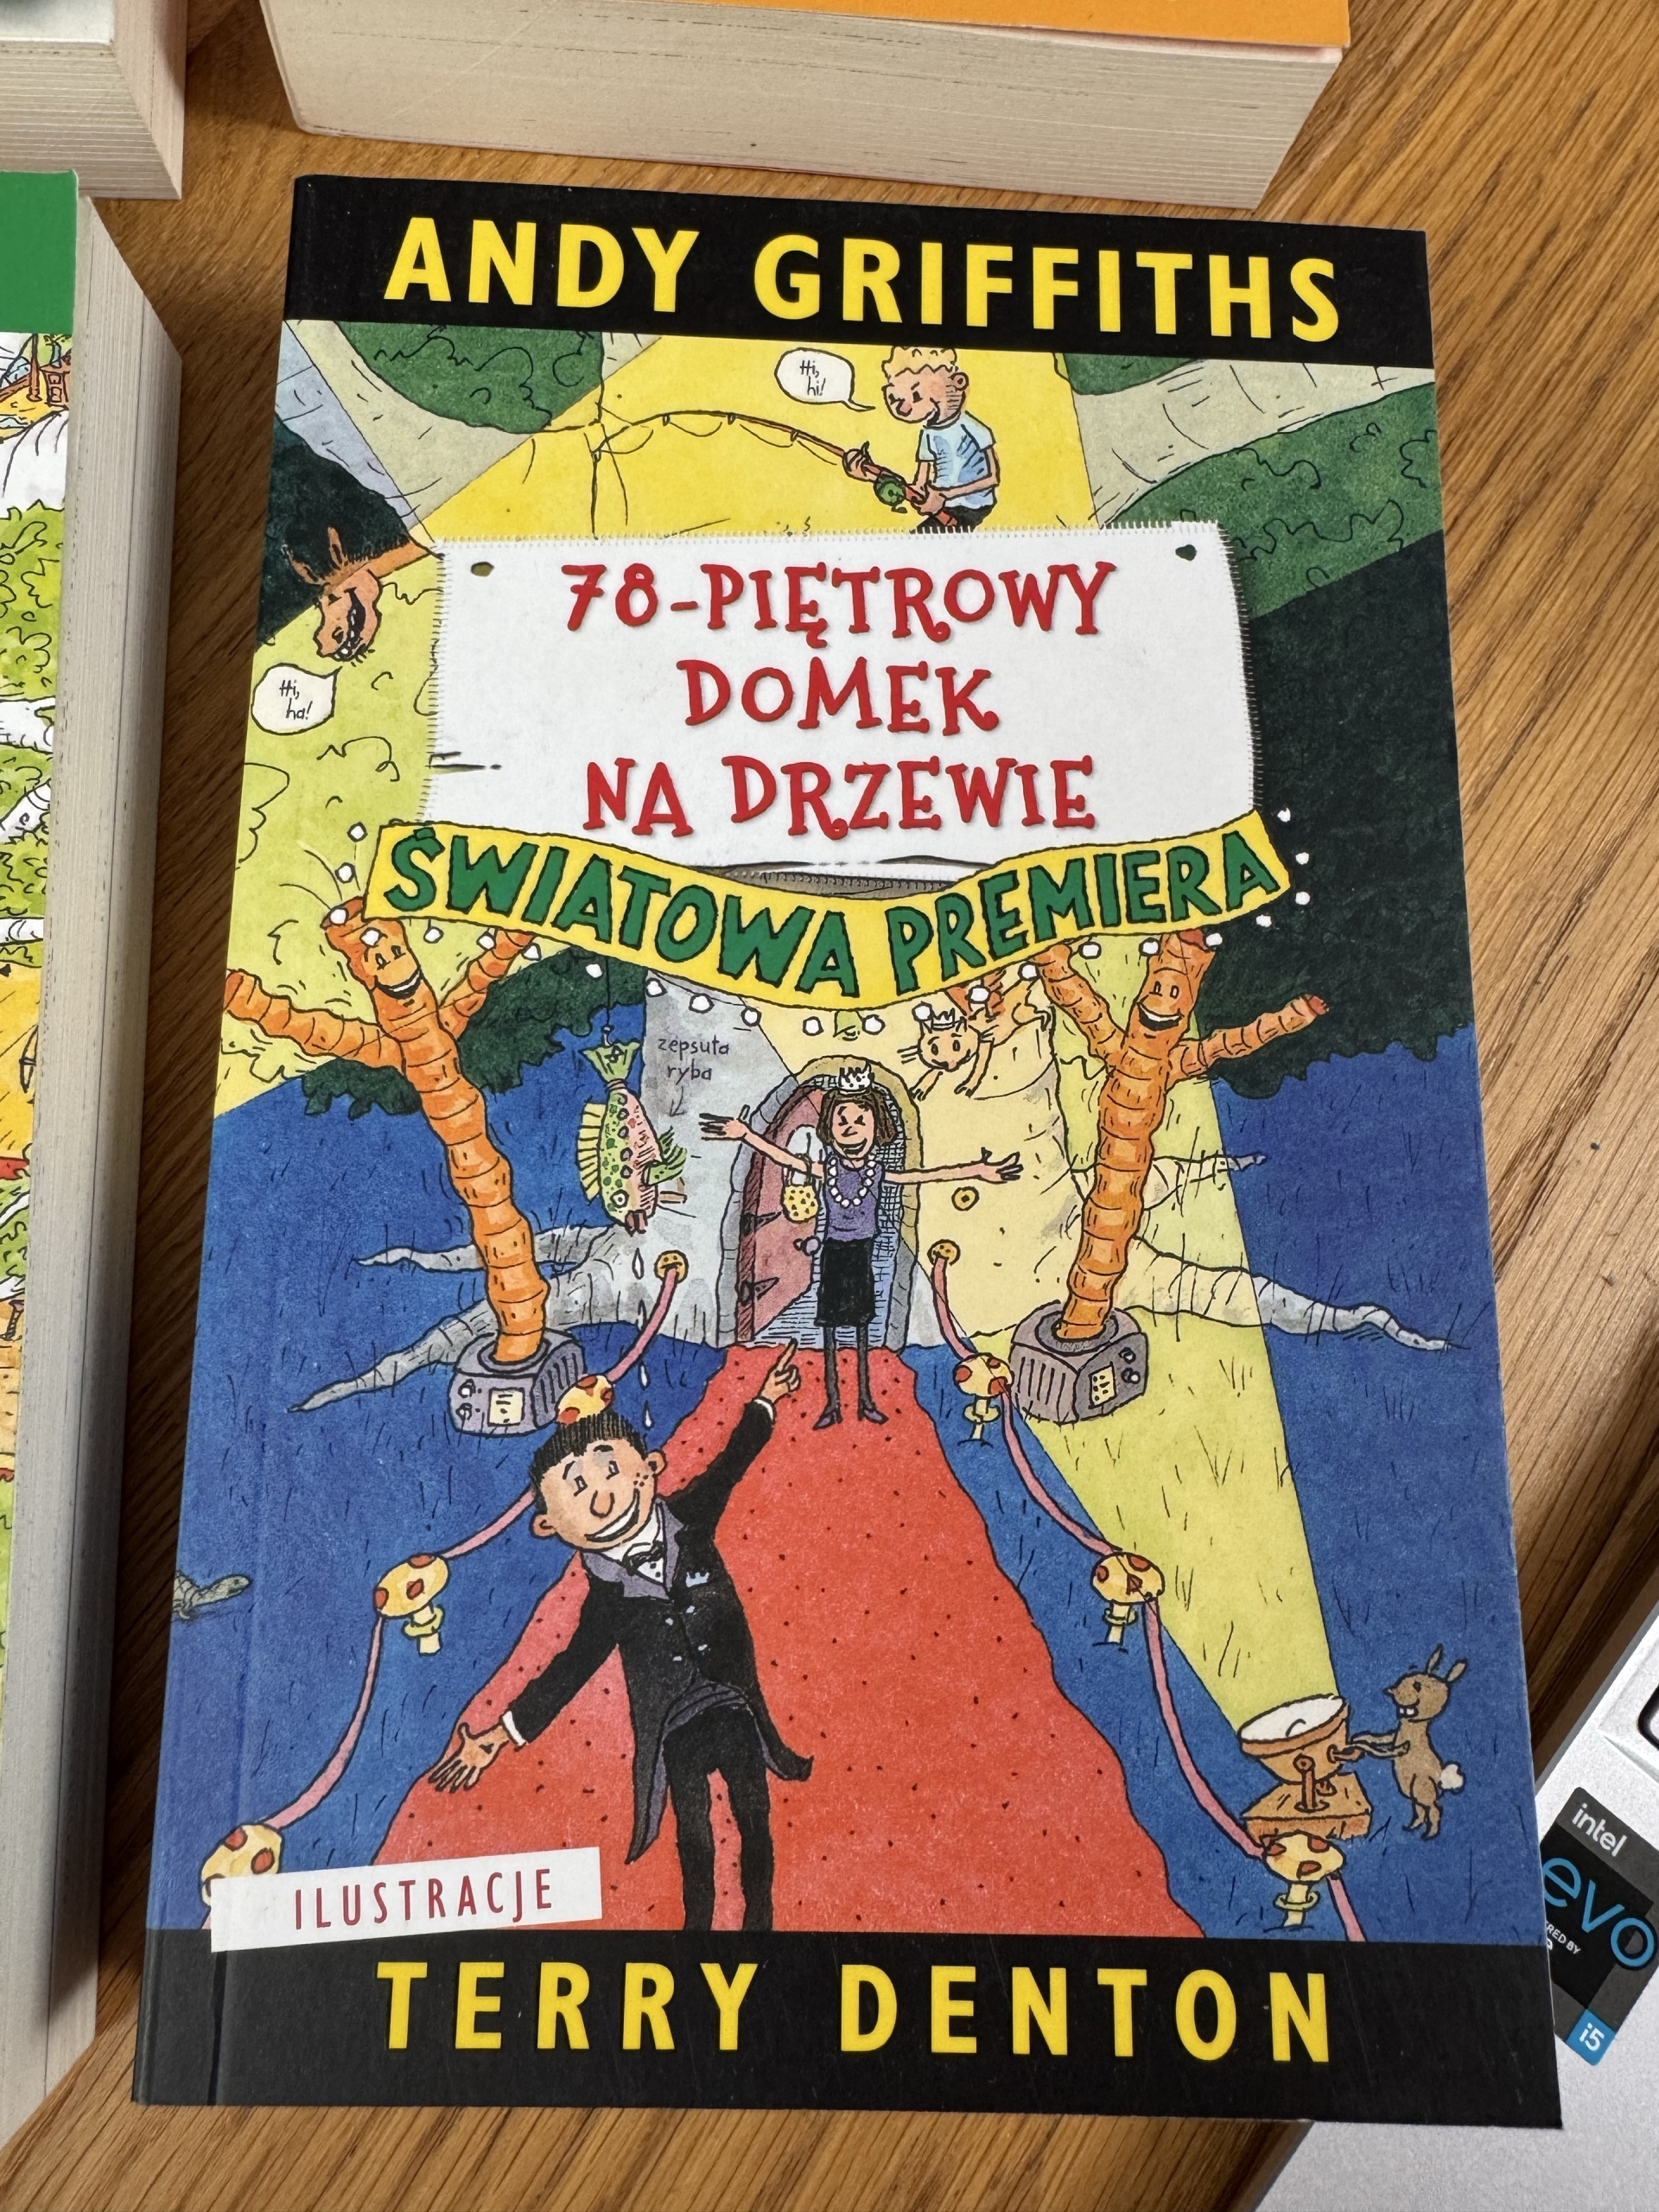 ANDY GRIFFITHS
Hi,
hi!
78-PIĘTROWY
DOMEK
NA DRZEWIE
Hi,
ha!
ŚWIATOWA PREMIERA
zepsuta
ryba
ILUSTRACJE
TERRY DENTON
intel
evo
i5